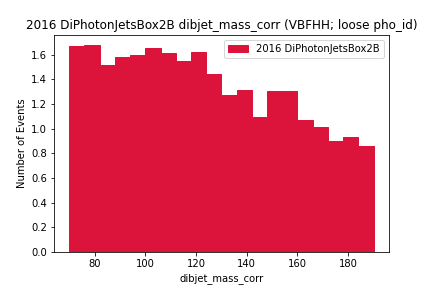 2016 DiPhotonJetsBox2B dibjet_mass_corr (VBFHH; loose pho_id)
2016 DiPhotonJetsBox2B
Number of Events
1.6
1.4
1.2
1.0
0.8
0.6
0.4
0.2
0.0
80 100 120 140 160 180
dibjet_mass_corr